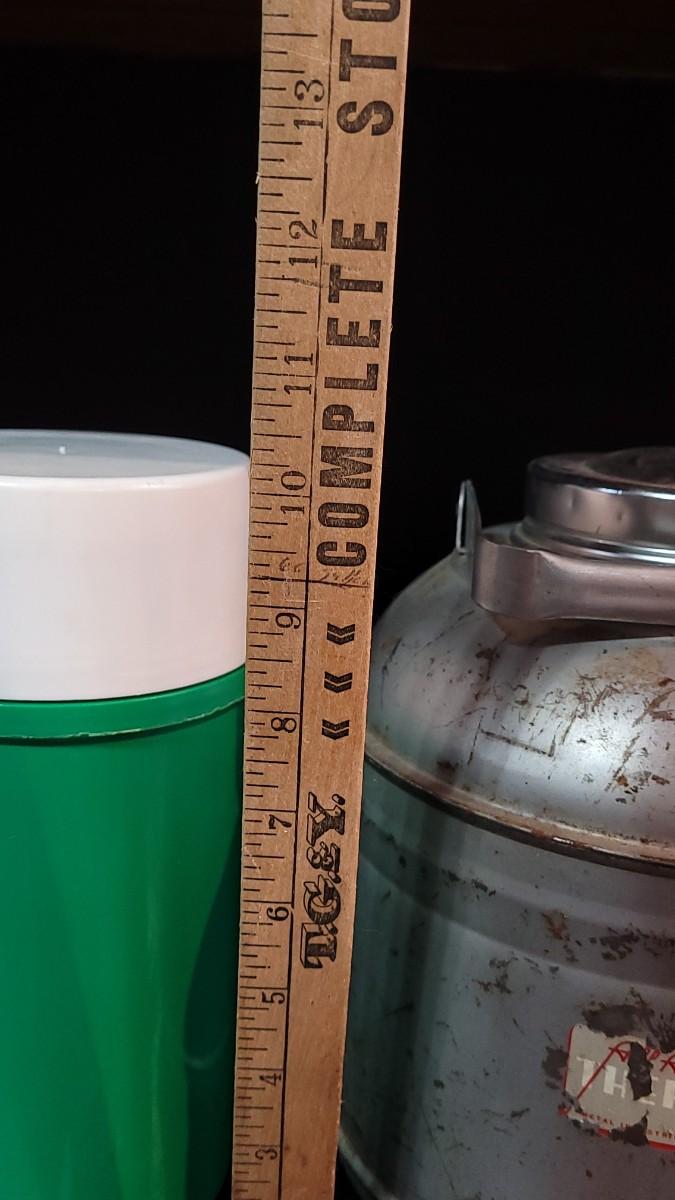 T.G.&Y. ««« COMPLETE STO
3 4 5 6 7 8 9 10 11 12 13
THER